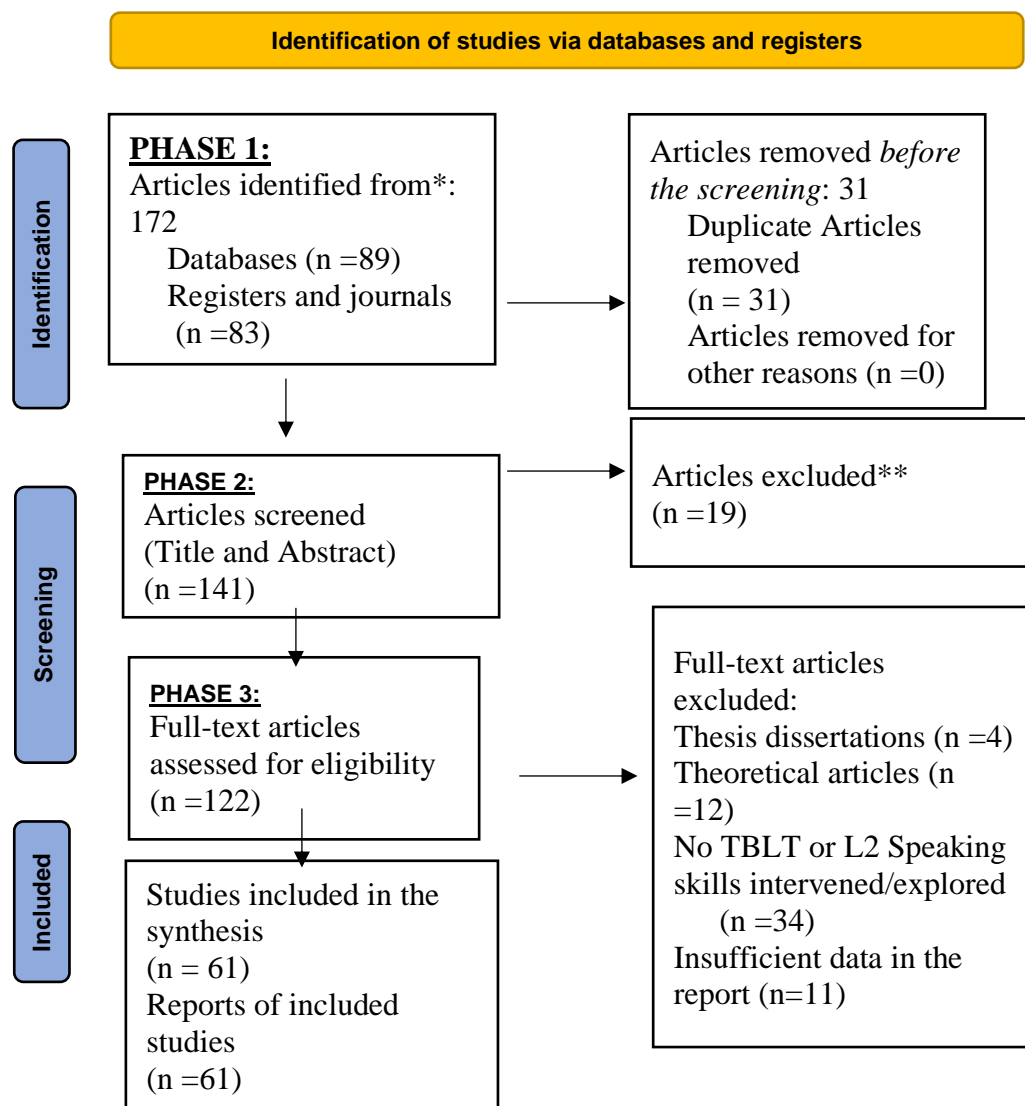 Identification of studies via databases and registers
Identification
PHASE 1:
Articles identified from*:
172
Databases (n =89)
Registers and journals
(n =83)
Articles removed before
the screening: 31
Duplicate Articles
removed
(n = 31)
Articles removed for
other reasons (n =0)
Screening
PHASE 2:
Articles screened
(Title and Abstract)
(n =141)
Articles excluded**
(n =19)
PHASE 3:
Full-text articles
assessed for eligibility
(n =122)
Full-text articles
excluded:
Thesis dissertations (n =4)
Theoretical articles (n
=12)
No TBLT or L2 Speaking
skills intervened/explored
(n =34)
Insufficient data in the
report (n=11)
Included
Studies included in the
synthesis
(n = 61)
Reports of included
studies
(n =61)